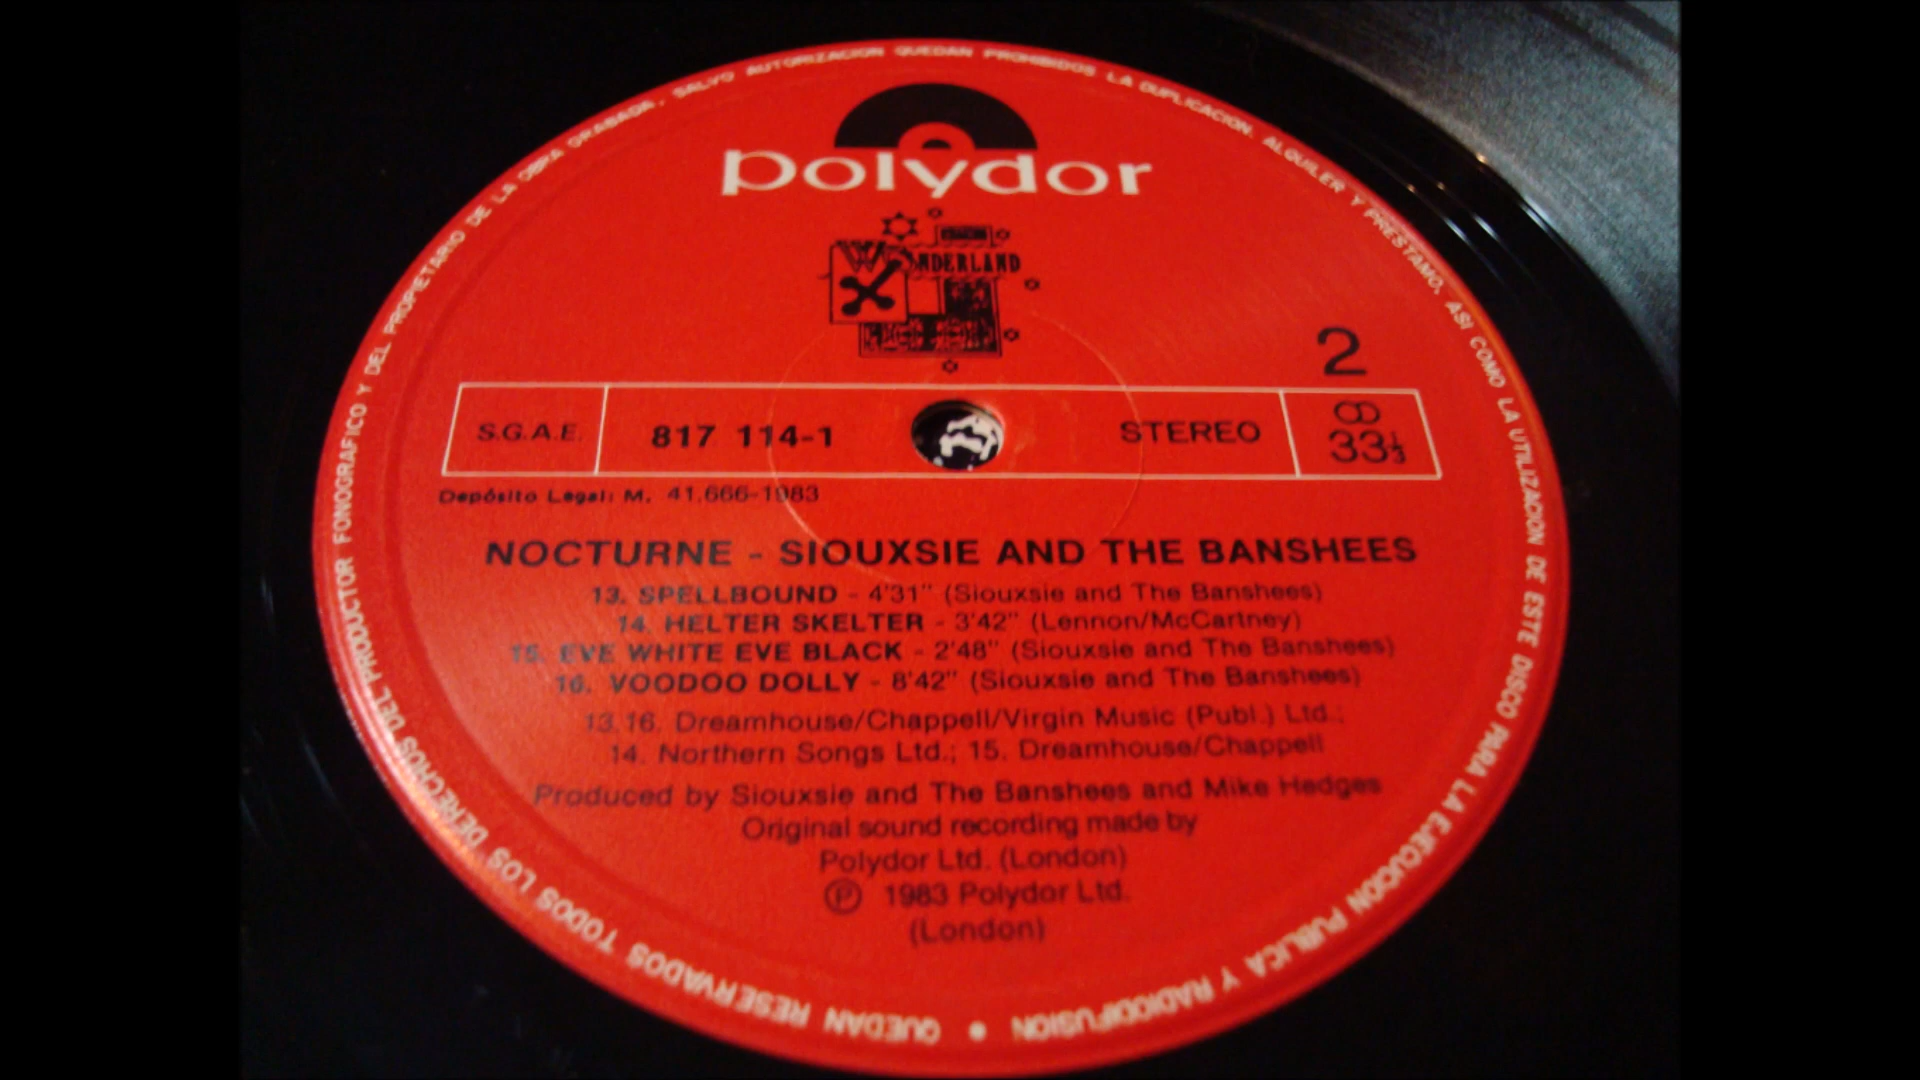 QUEDAN RESERVADOS TODOS LOS DERECHOS DEL PRODUCTOR FONOGRAFICO Y DEL PROPIETARIO DE LA OBRA GRABADA. SALVO AUTORIZACION QUEDAN PROHIBIDOS LA DUPLICACION. ALQUILER Y PRESTAMO, ASI COMO LA UTILIZACION DE ESTE DISCO PARA LA EJECUCION PUBLICA Y RADIODIFUSION •
polydor
WONDERLAND
2
S.G.A.E. 817 114-1 STEREO 33⅓
Depósito Legal: M. 41.666-1983
NOCTURNE - SIOUXSIE AND THE BANSHEES
13. SPELLBOUND - 4'31" (Siouxsie and The Banshees)
14. HELTER SKELTER - 3'42" (Lennon/McCartney)
15. EVE WHITE EVE BLACK - 2'48" (Siouxsie and The Banshees)
16. VOODOO DOLLY - 8'42" (Siouxsie and The Banshees)
13,16. Dreamhouse/Chappell/Virgin Music (Publ.) Ltd.;
14. Northern Songs Ltd.; 15. Dreamhouse/Chappell
Produced by Siouxsie and The Banshees and Mike Hedges
Original sound recording made by
Polydor Ltd. (London)
Ⓟ 1983 Polydor Ltd.
(London)